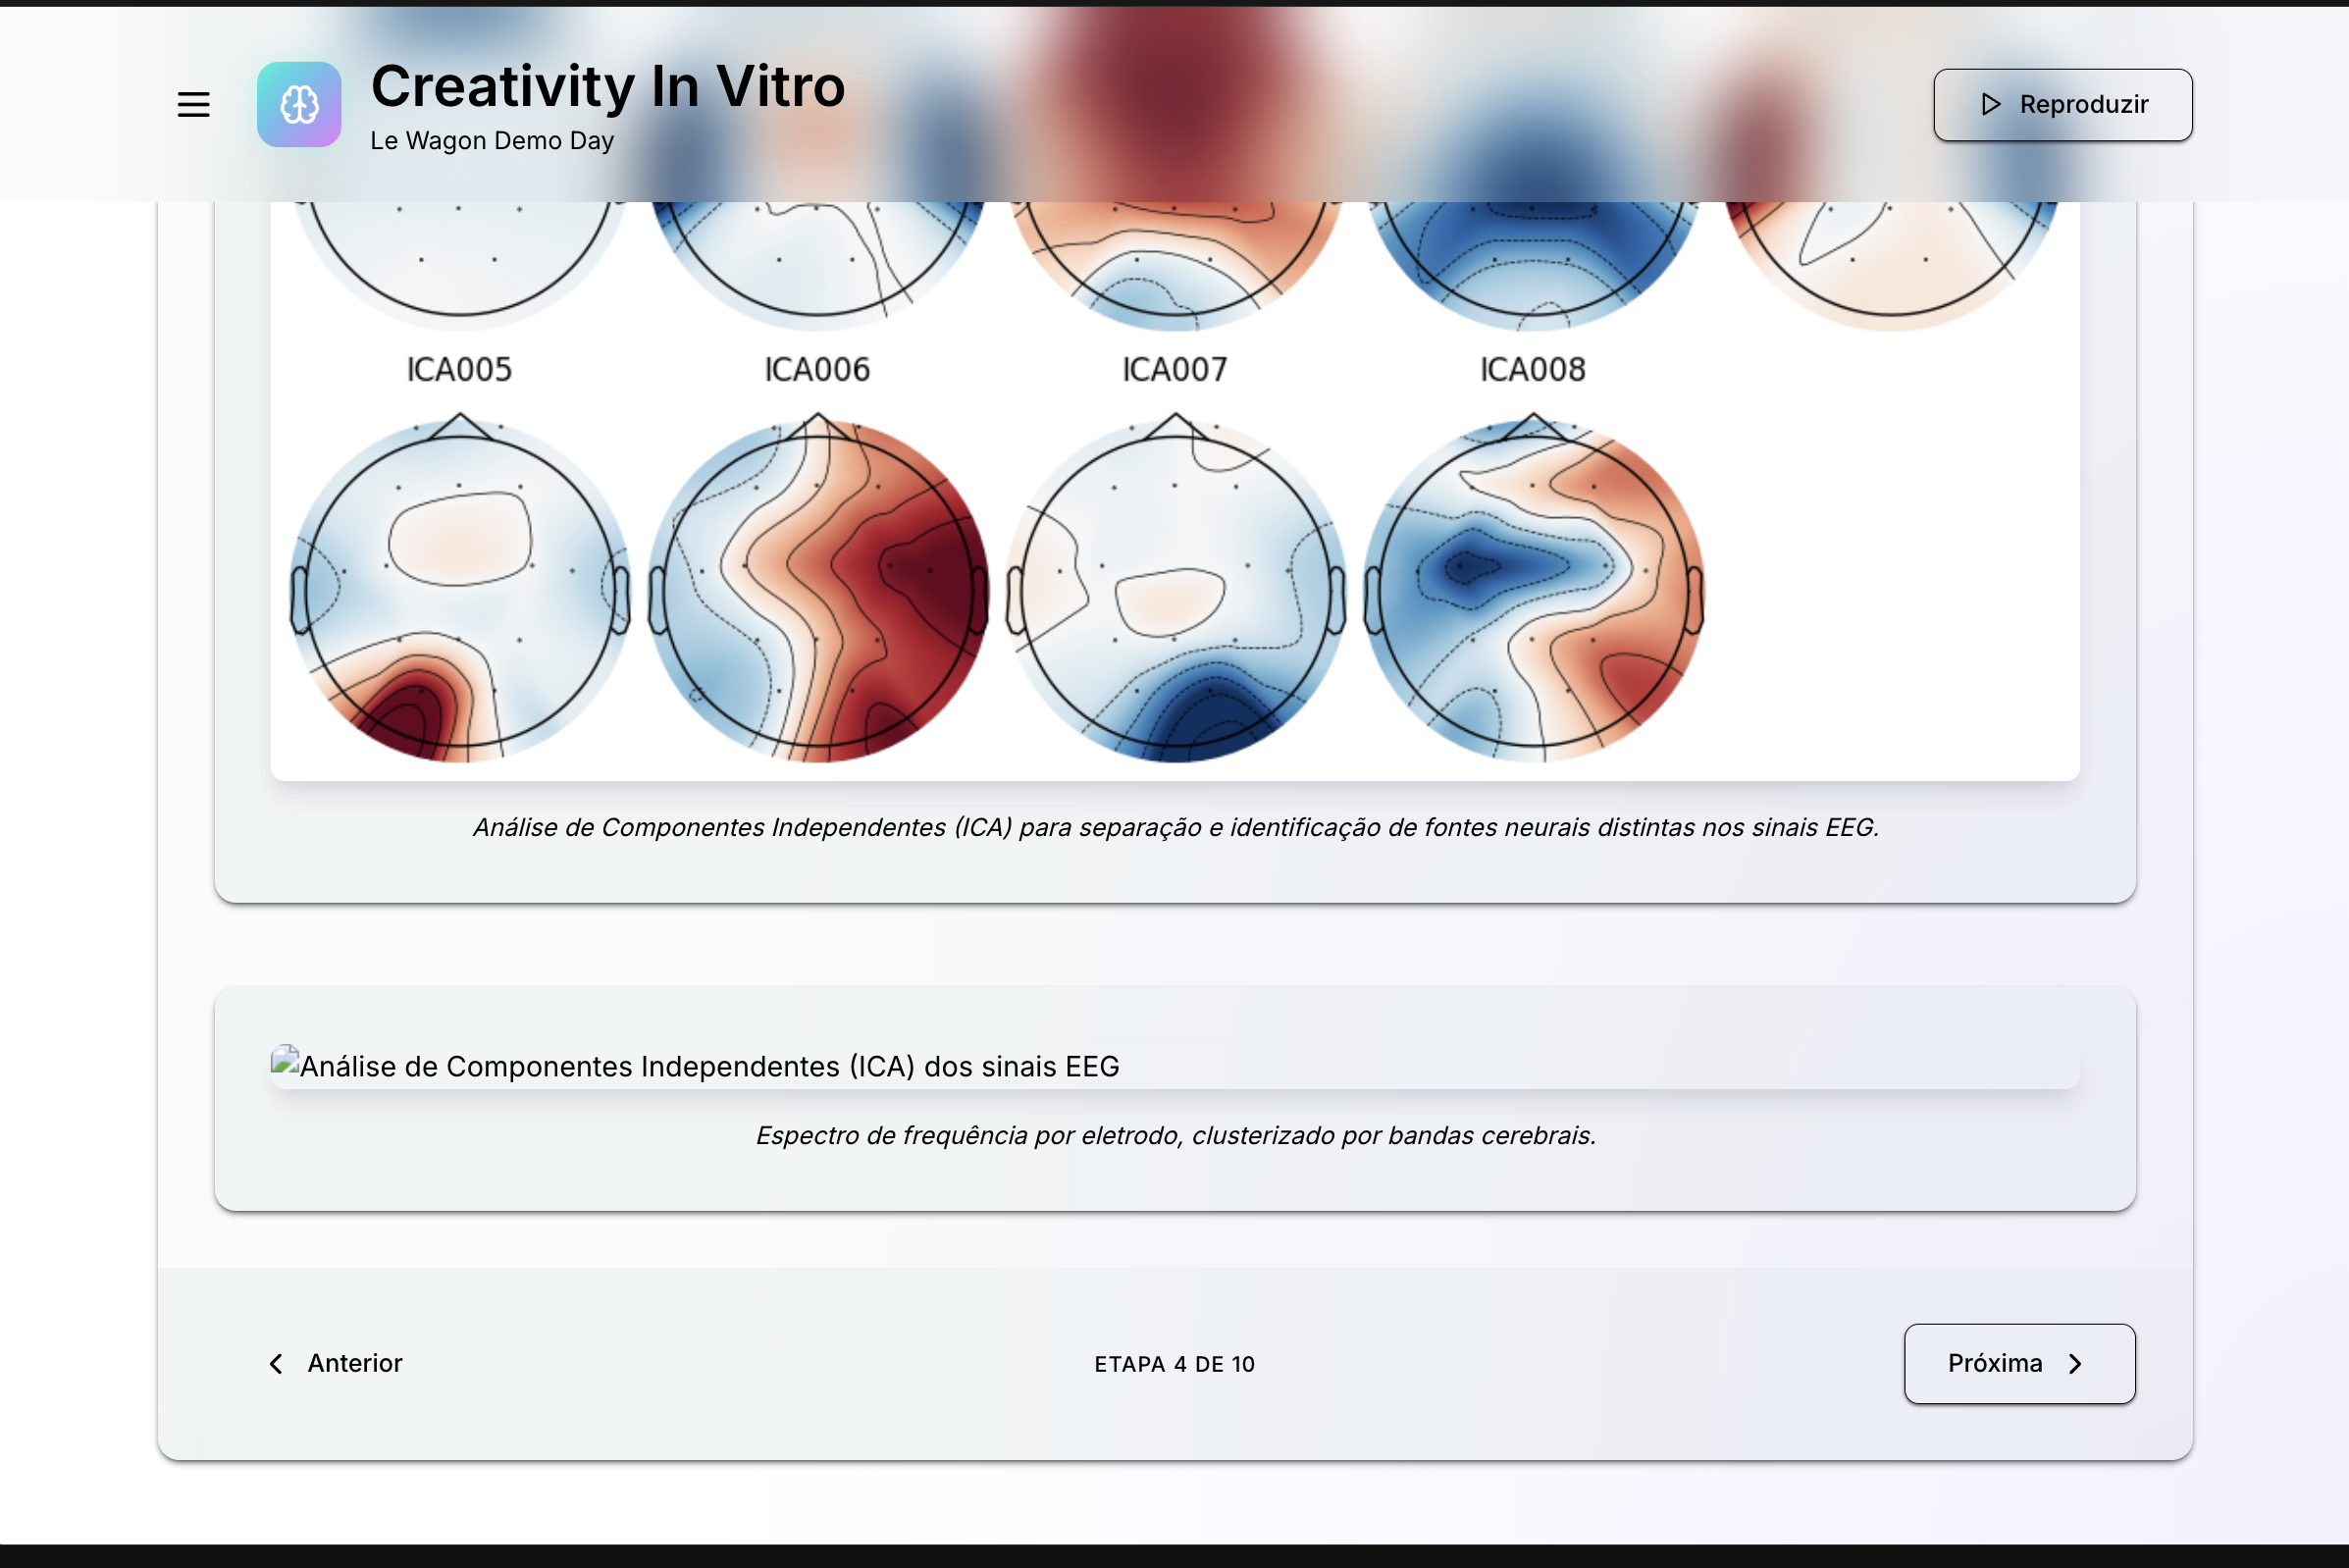 Creativity In Vitro
Le Wagon Demo Day
Reproduzir
ICA005 ICA006 ICA007 ICA008
Análise de Componentes Independentes (ICA) para separação e identificação de fontes neurais distintas nos sinais EEG.
Análise de Componentes Independentes (ICA) dos sinais EEG
Espectro de frequência por eletrodo, clusterizado por bandas cerebrais.
Anterior
ETAPA 4 DE 10
Próxima